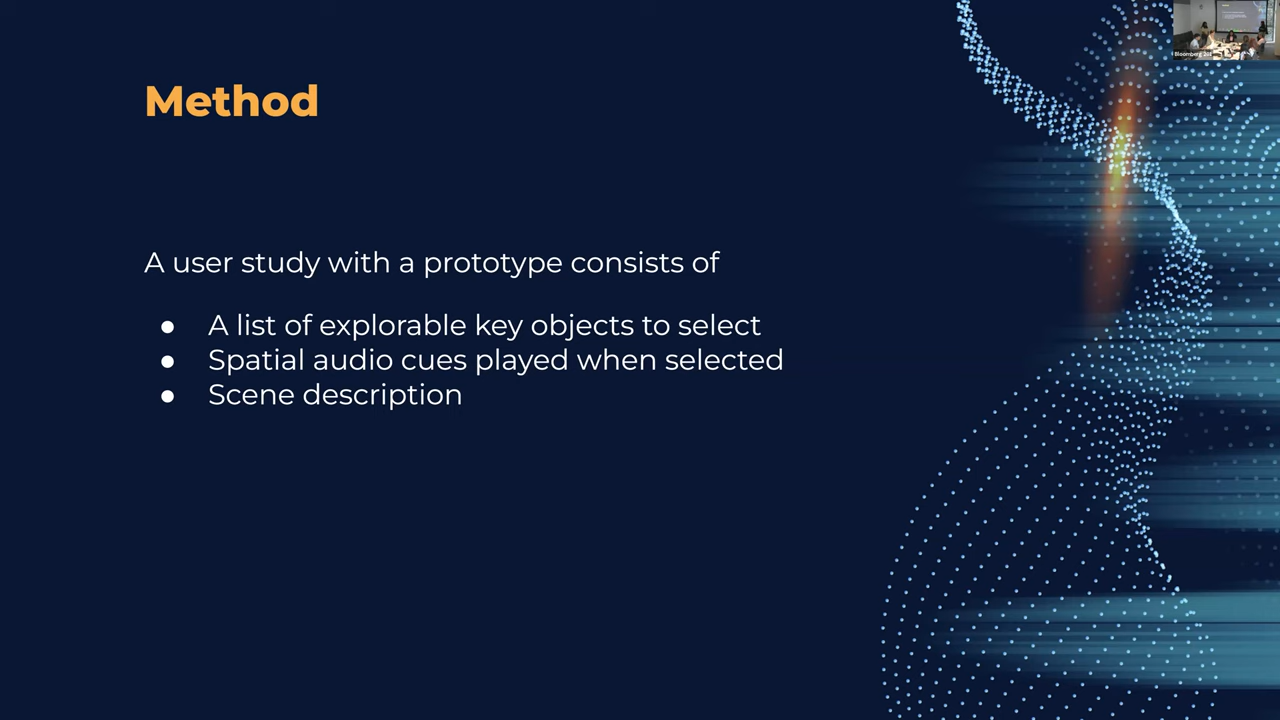 Method
A user study with a prototype consists of
● A list of explorable key objects to select
● Spatial audio cues played when selected
● Scene description
Bloomberg